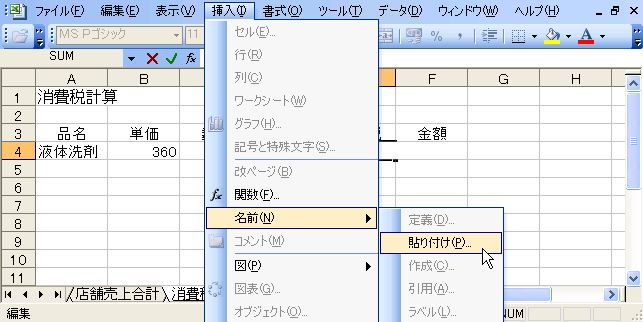 ファイル(F) 編集(E) 表示(V) 挿入(I) 書式(O) ツール(T) データ(D) ウィンドウ(W) ヘルプ(H)
MS Pゴシック
SUM
A B F G H
1 消費税計算
2
3 品名 単価 金額
4 液体洗剤 360
5
6
7
8
9
10
11
セル(E)...
行(R)
列(C)
ワークシート(W)
グラフ(H)...
記号と特殊文字(S)...
改ページ(B)
fx 関数(F)...
名前(N)
コメント(M)
図(P)
図表(G)...
オブジェクト(O)...
定義(D)...
貼り付け(P)...
作成(C)...
引用(A)...
ラベル(L)...
店舗売上合計 消費税
編集 NUM